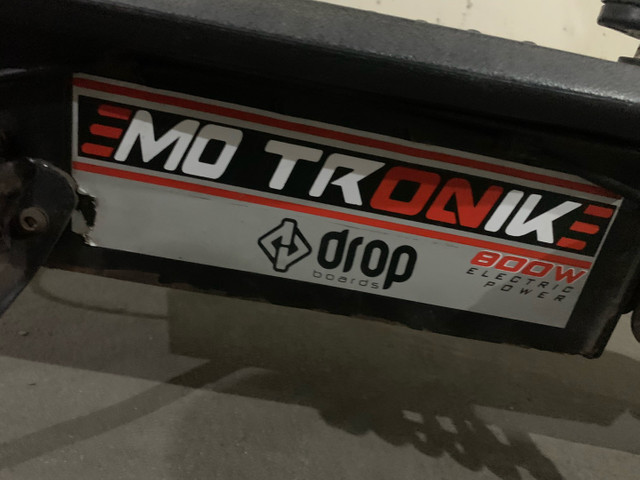 MO TRONIK
drop
boards
800W
ELECTRIC
POWER